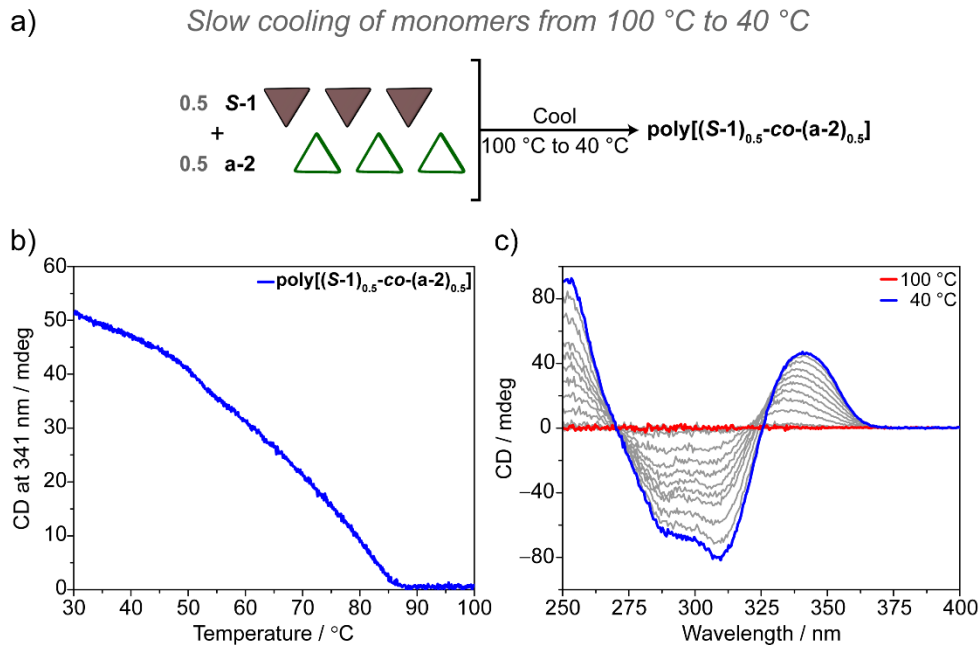 a) Slow cooling of monomers from 100 °C to 40 °C
0.5 S-1
+
0.5 a-2
Cool
100 °C to 40 °C
poly[(S-1)0.5-co-(a-2)0.5]
b)
60
50
40
30
20
10
0
CD at 341 nm / mdeg
poly[(S-1)0.5-co-(a-2)0.5]
30 40 50 60 70 80 90 100
Temperature / °C
c)
80
40
0
−40
−80
CD / mdeg
100 °C
40 °C
250 275 300 325 350 375 400
Wavelength / nm